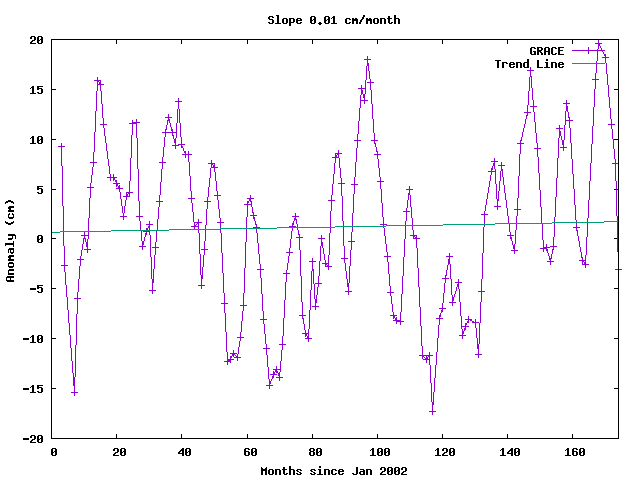 Slope 0.01 cm/month
GRACE
Trend Line
Anomaly (cm)
20
15
10
5
0
-5
-10
-15
-20
0 20 40 60 80 100 120 140 160
Months since Jan 2002